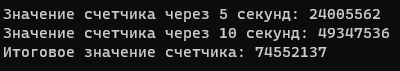 Значение счетчика через 5 секунд: 24005562
Значение счетчика через 10 секунд: 49347536
Итоговое значение счетчика: 74552137